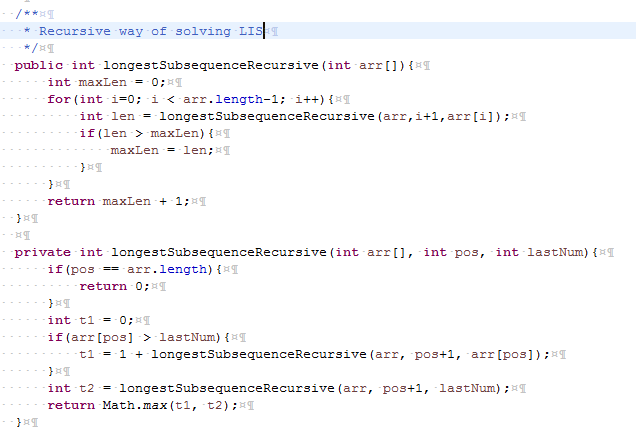 /**
 * Recursive way of solving LIS
 */
public int longestSubsequenceRecursive(int arr[]){
    int maxLen = 0;
    for(int i=0; i < arr.length-1; i++){
        int len = longestSubsequenceRecursive(arr,i+1,arr[i]);
        if(len > maxLen){
            maxLen = len;
        }
    }
    return maxLen + 1;
}

private int longestSubsequenceRecursive(int arr[], int pos, int lastNum){
    if(pos == arr.length){
        return 0;
    }
    int t1 = 0;
    if(arr[pos] > lastNum){
        t1 = 1 + longestSubsequenceRecursive(arr, pos+1, arr[pos]);
    }
    int t2 = longestSubsequenceRecursive(arr, pos+1, lastNum);
    return Math.max(t1, t2);
}